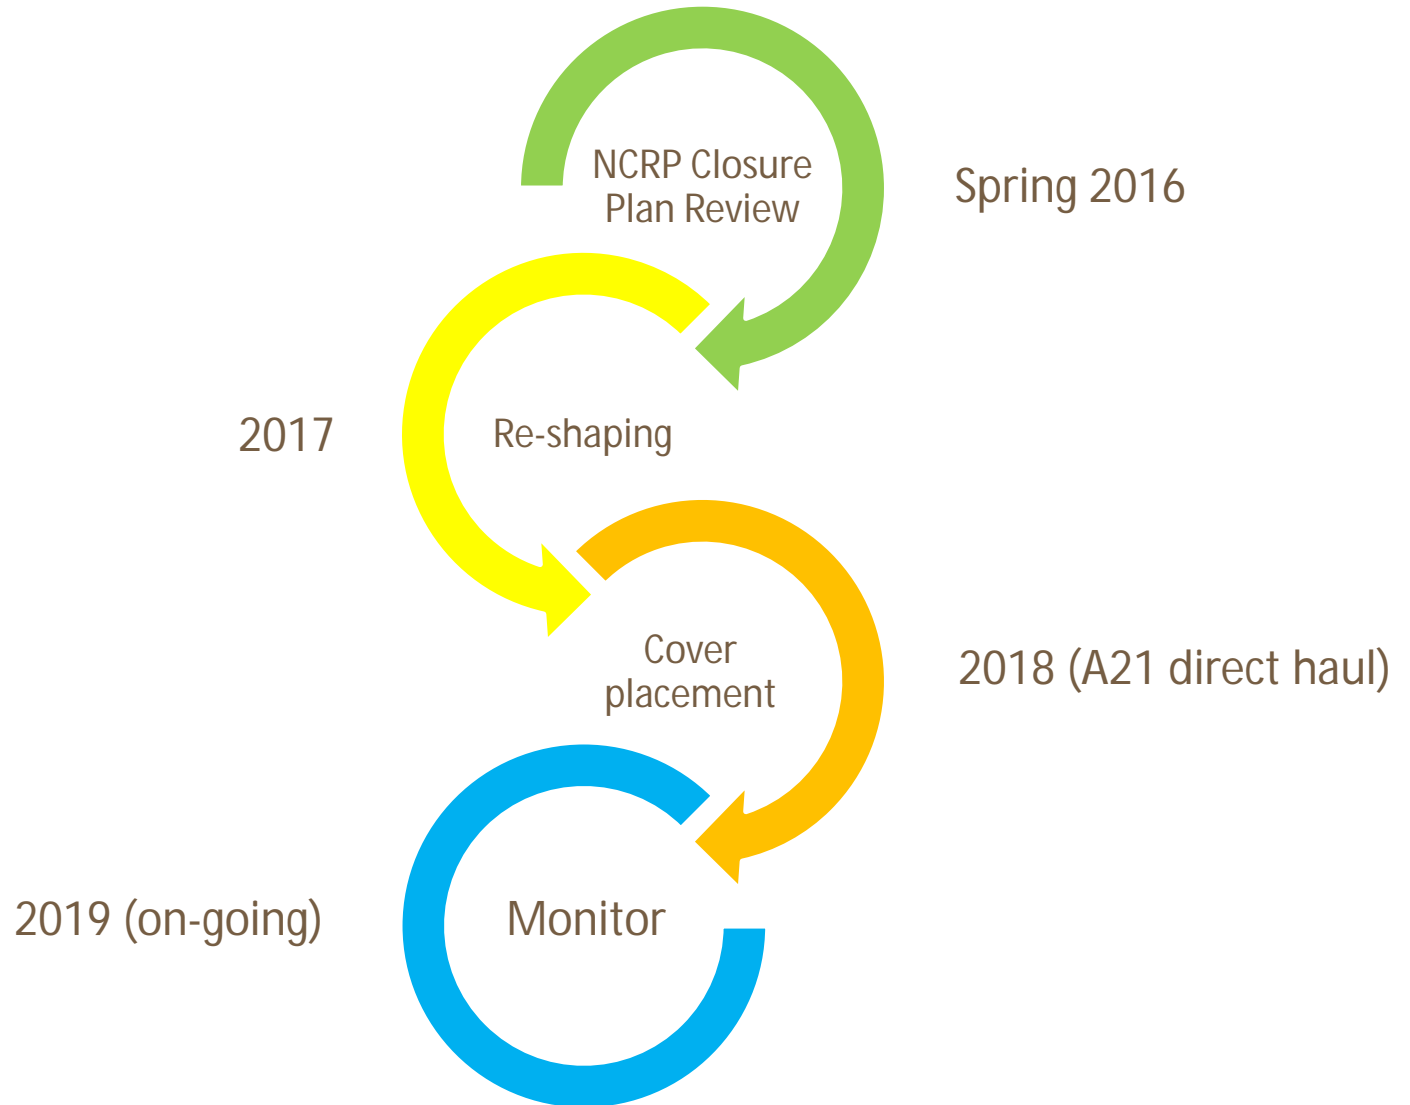 NCRP Closure
Plan Review
Spring 2016
2017
Re-shaping
Cover
placement
2018 (A21 direct haul)
2019 (on-going)
Monitor